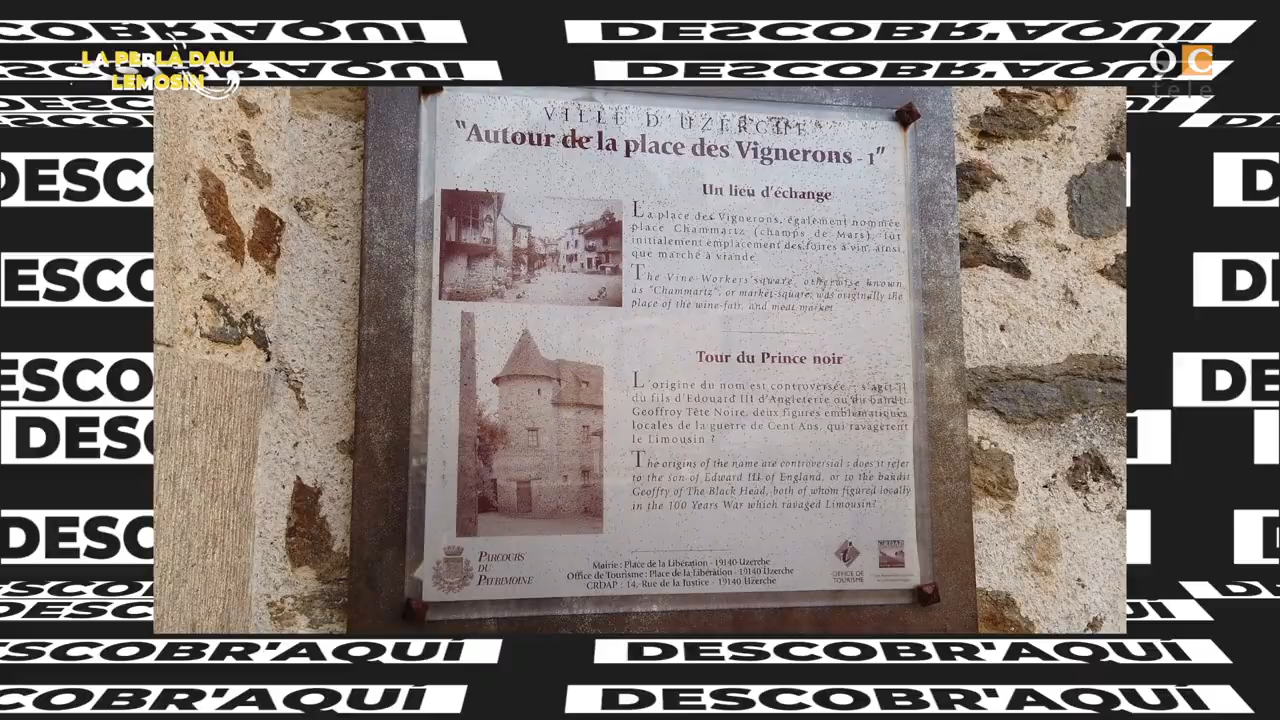 DESCOBR'AQUÍ
LA PERLA DAU
LEMOSIN
òc
tele
VILLE D'UZERCHE
"Autour de la place des Vignerons - 1"
Un lieu d'échange
La place des Vignerons, également nommée
place Chammartz (champs de Mars), fût
initialement emplacement des foires à vin, ainsi
que marché à viande.
The Vine-Workers'square, otherwise known
as "Chammartz", or market-square, was originally the
place of the wine-fair, and meat market.
Tour du Prince noir
L'origine du nom est controversée : s'agit-il
du fils d'Edouard III d'Angleterre ou du bandit
Geoffroy Tête Noire, deux figures emblématiques
locales de la guerre de Cent Ans, qui ravagèrent
le Limousin ?
The origins of the name are controversial : does it refer
to the son of Edward III of England, or to the bandit
Geoffry of The Black Head, both of whom figured locally
in the 100 Years War which ravaged Limousin?
PARCOURS
DU
PATRIMOINE
Mairie : Place de la Libération - 19140 Uzerche
Office de Tourisme : Place de la Libération - 19140 Uzerche
CRDAP : 14, Rue de la Justice - 19140 Uzerche
OFFICE DE
TOURISME
DESCOBR'AQUÍ
DESCOBR'AQUÍ